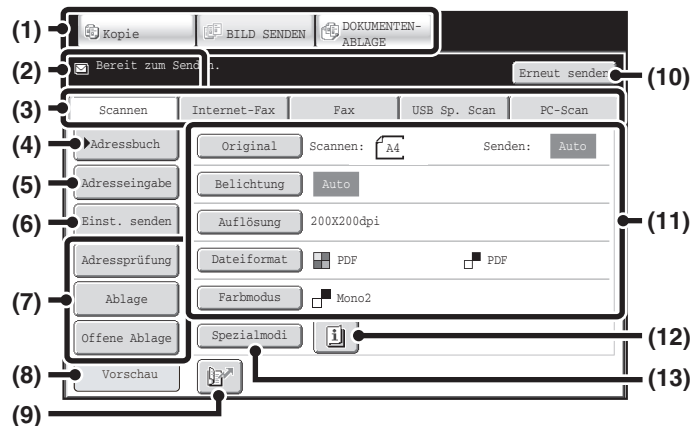 (1) Kopie BILD SENDEN DOKUMENTEN-
ABLAGE
(2) Bereit zum Senden. Erneut senden (10)
(3) Scannen Internet-Fax Fax USB Sp. Scan PC-Scan
(4) Adressbuch Original Scannen: A4 Senden: Auto
(5) Adresseingabe Belichtung Auto
(6) Einst. senden Auflösung 200X200dpi (11)
Adressprüfung Dateiformat PDF PDF
(7) Ablage Farbmodus Mono2
Offene Ablage Spezialmodi (12)
(8) Vorschau (13)
(9)